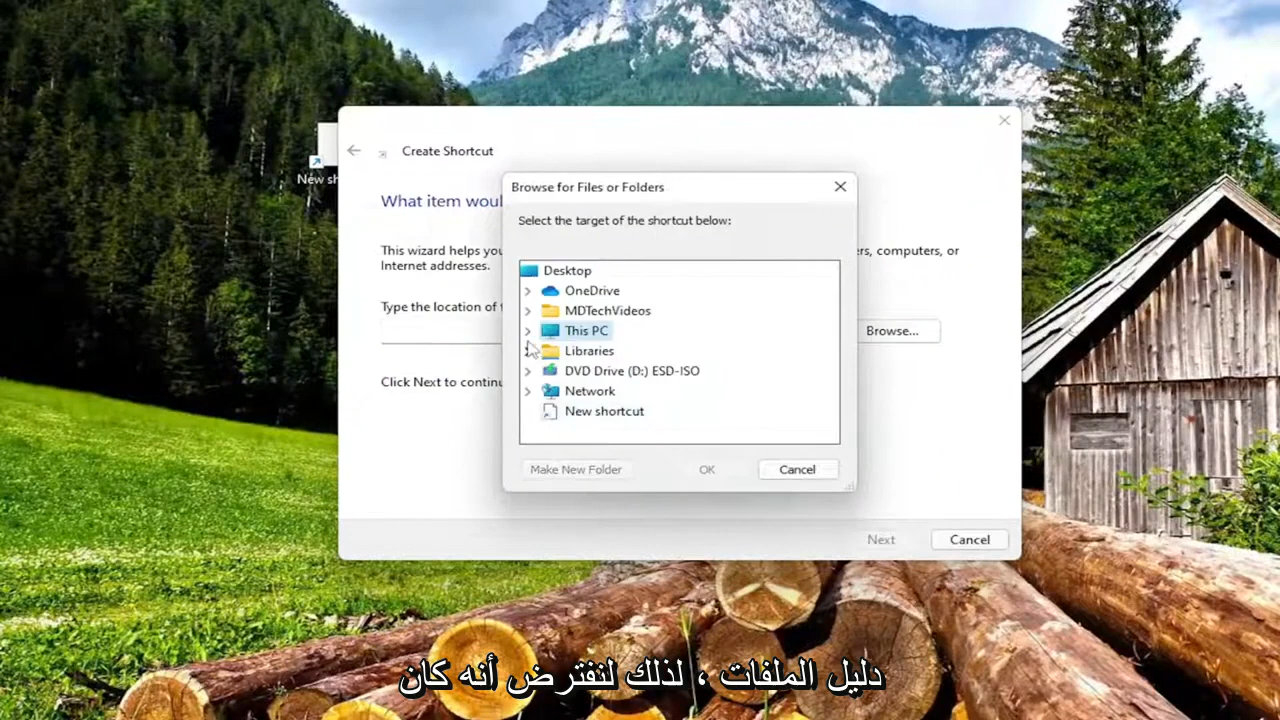 Create Shortcut
New sh
What item woul
This wizard helps you
ers, computers, or
Internet addresses.
Type the location of t
Browse...
Click Next to continu
Next
Cancel
Browse for Files or Folders
Select the target of the shortcut below:
Desktop
OneDrive
MDTechVideos
This PC
Libraries
DVD Drive (D:) ESD-ISO
Network
New shortcut
Make New Folder
OK
Cancel
دليل الملفات ، لذلك لنفترض أنه كان